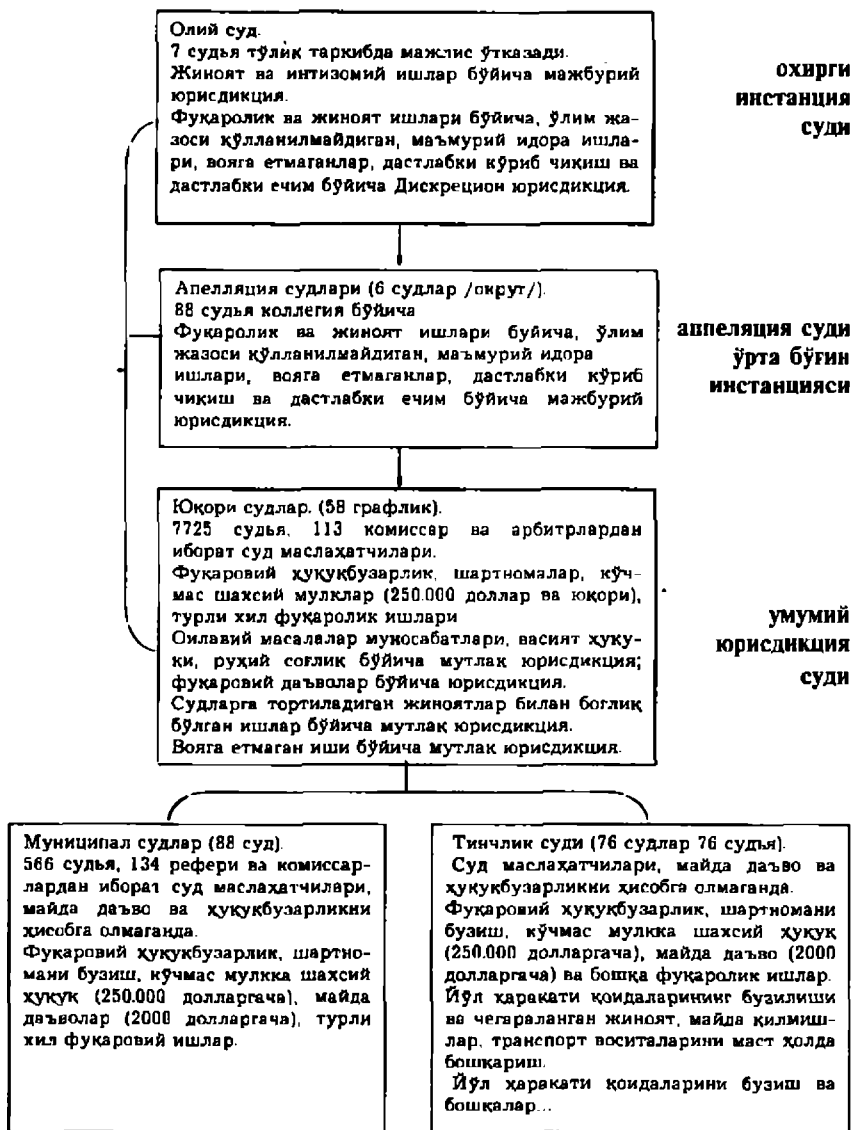 Олий суд.
7 судья тўлиқ таркибда мажлис ўтказади.
Жиноят ва интизомий ишлар бўйича мажбурий
юрисдикция.
Фуқаролик ва жиноят ишлари бўйича, ўлим жа-
зоси қўлланилмайдиган, маъмурий идора ишла-
ри, вояга етмаганлар, дастлабки кўриб чиқиш ва
дастлабки ечим бўйича Дискрецион юрисдикция.
охирги
инстанция
суди
Апелляция судлари (6 судлар /округ/).
88 судья коллегия бўйича
Фуқаролик ва жиноят ишлари буйича, ўлим
жазоси қўлланилмайдиган, маъмурий идора
ишлари, вояга етмаганлар, дастлабки кўриб
чиқиш ва дастлабки ечим бўйича мажбурий
юрисдикция.
аппеляция суди
ўрта бўғин
инстанцияси
Юқори судлар. (58 графлик).
7725 судья, 113 комиссар ва арбитрлардан
иборат суд маслаҳатчилари.
Фуқаровий ҳуқуқбузарлик, шартномалар, кўч-
мас шахсий мулклар (250.000 доллар ва юқори),
турли хил фуқаролик ишлари
Оилавий масалалар муносабатлари, васият ҳуқу-
қи, руҳий соғлик бўйича мутлак юрисдикция;
фуқаровий даъволар бўйича юрисдикция.
Судларга тортиладиган жиноятлар билан боғлиқ
бўлган ишлар бўйича мутлак юрисдикция.
Вояга етмаган иши бўйича мутлак юрисдикция.
умумий
юрисдикция
суди
Муниципал судлар (88 суд).
566 судья, 134 рефери ва комиссар-
лардан иборат суд маслаҳатчилари,
майда даъво ва ҳуқуқбузарликни
ҳисобга олмаганда.
Фуқаровий ҳуқуқбузарлик, шартно-
мани бузиш, кўчмас мулкка шахсий
ҳуқуқ (250.000 долларгача), майда
даъволар (2000 долларгача), турли
хил фуқаровий ишлар.
Тинчлик суди (76 судлар 76 судъя).
Суд маслаҳатчилари, майда даъво ва
ҳуқуқбузарликни ҳисобга олмаганда.
Фуқаровий ҳуқуқбузарлик, шартномани
бузиш, кўчмас мулкка шахсий ҳуқуқ
(250.000 долларгача), майда даъво (2000
долларгача) ва бошқа фуқаролик ишлар.
Йўл ҳаракати қоидаларининг бузилиши
ва чегараланган жиноят, майда қилмиш-
лар, транспорт воситаларини маст ҳолда
бошқариш.
Йўл ҳаракати қоидаларини бузиш ва
бошқалар...